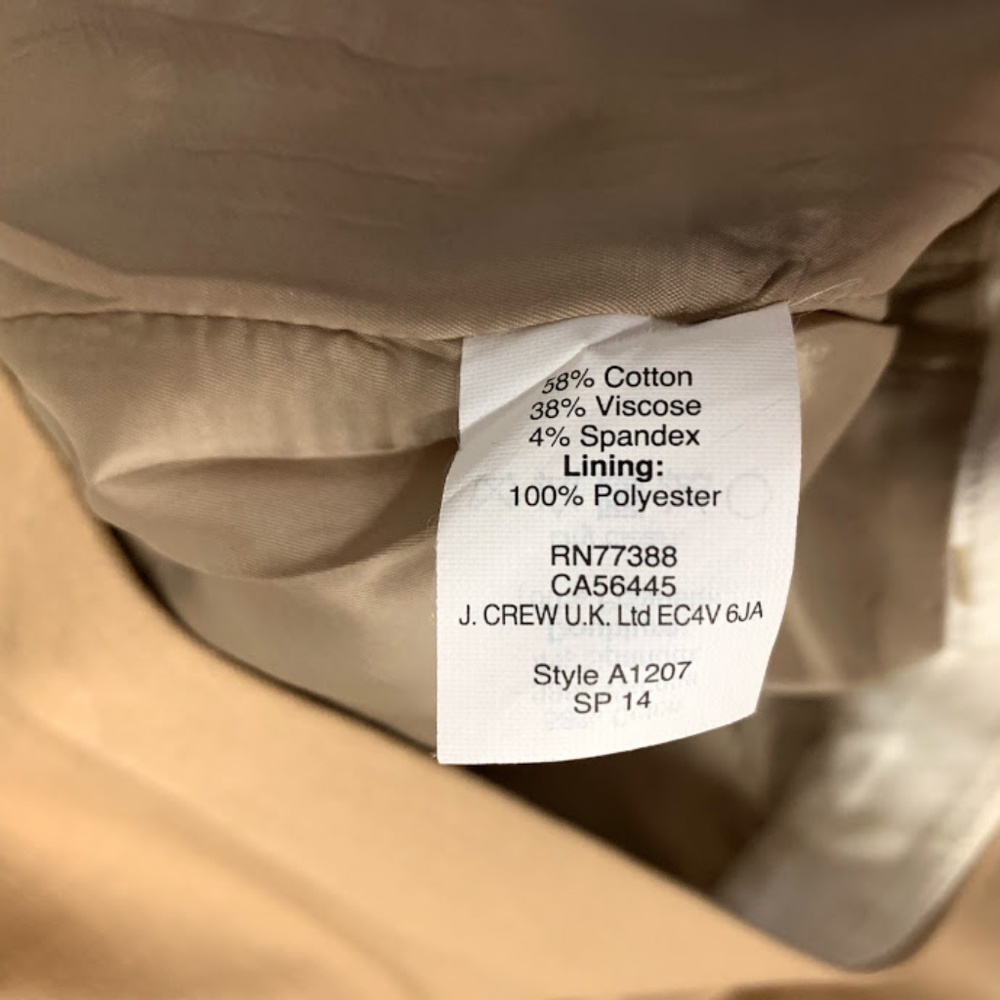 58% Cotton
38% Viscose
4% Spandex
Lining:
100% Polyester
RN77388
CA56445
J. CREW U.K. Ltd EC4V 6JA
Style A1207
SP 14